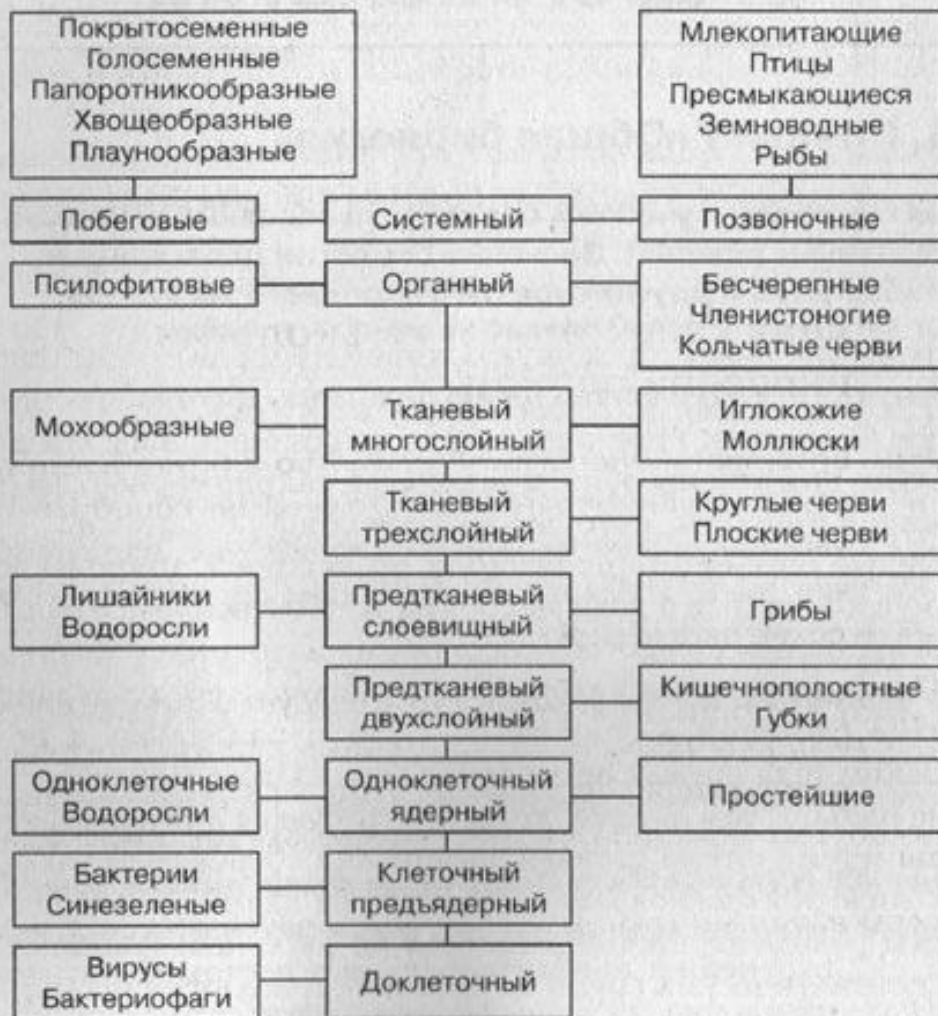 Покрытосеменные
Голосеменные
Папоротникообразные
Хвощеобразные
Плаунообразные
Млекопитающие
Птицы
Пресмыкающиеся
Земноводные
Рыбы
Побеговые
Системный
Позвоночные
Псилофитовые
Органный
Бесчерепные
Членистоногие
Кольчатые черви
Мохообразные
Тканевый
многослойный
Иглокожие
Моллюски
Тканевый
трехслойный
Круглые черви
Плоские черви
Лишайники
Водоросли
Предтканевый
слоевищный
Грибы
Предтканевый
двухслойный
Кишечнополостные
Губки
Одноклеточные
Водоросли
Одноклеточный
ядерный
Простейшие
Бактерии
Синезеленые
Клеточный
предъядерный
Вирусы
Бактериофаги
Доклеточный